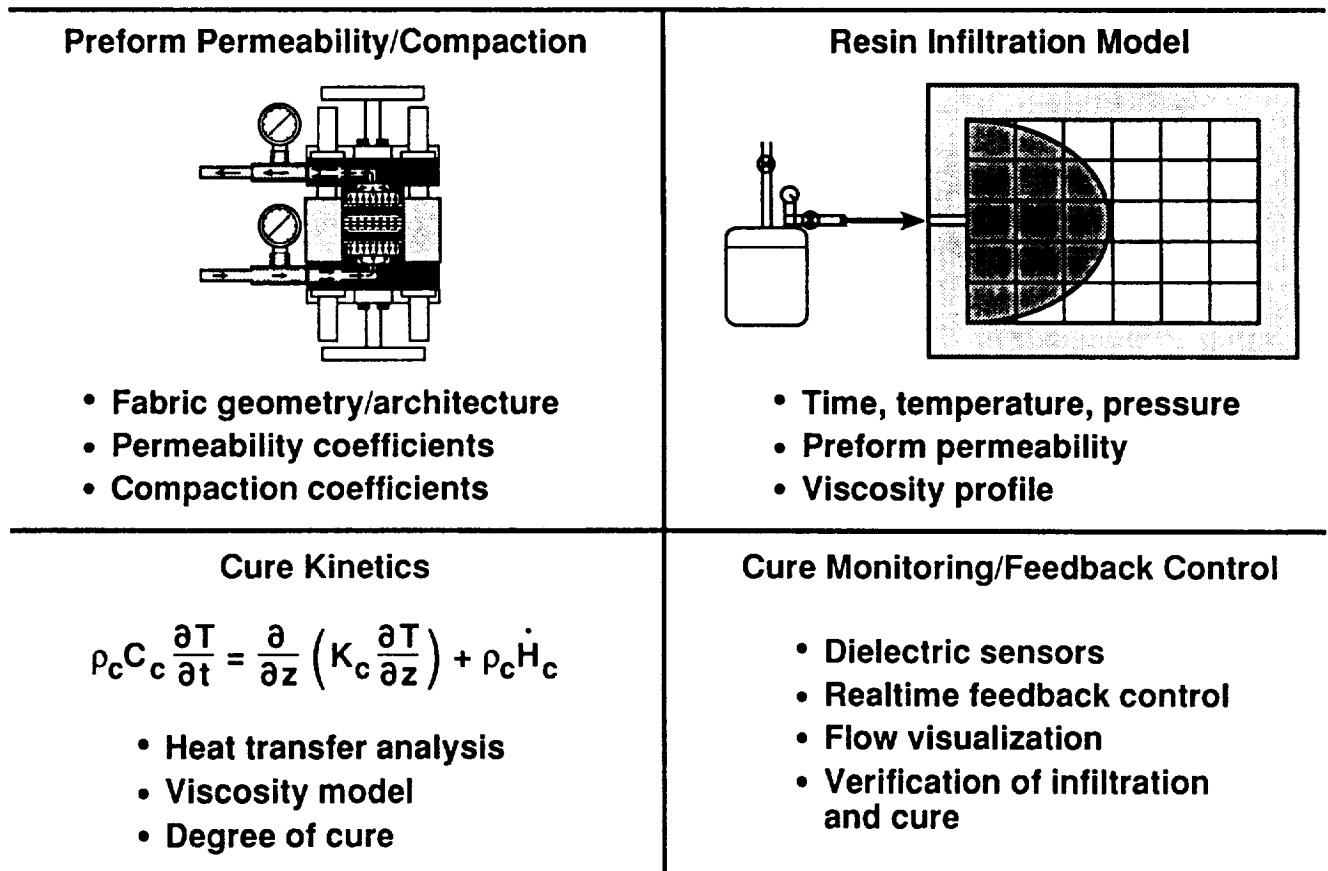 Preform Permeability/Compaction
• Fabric geometry/architecture
• Permeability coefficients
• Compaction coefficients
Resin Infiltration Model
• Time, temperature, pressure
• Preform permeability
• Viscosity profile
Cure Kinetics
ρcCc ∂T/∂t = ∂/∂z (Kc ∂T/∂z) + ρcḢc
• Heat transfer analysis
• Viscosity model
• Degree of cure
Cure Monitoring/Feedback Control
• Dielectric sensors
• Realtime feedback control
• Flow visualization
• Verification of infiltration
and cure